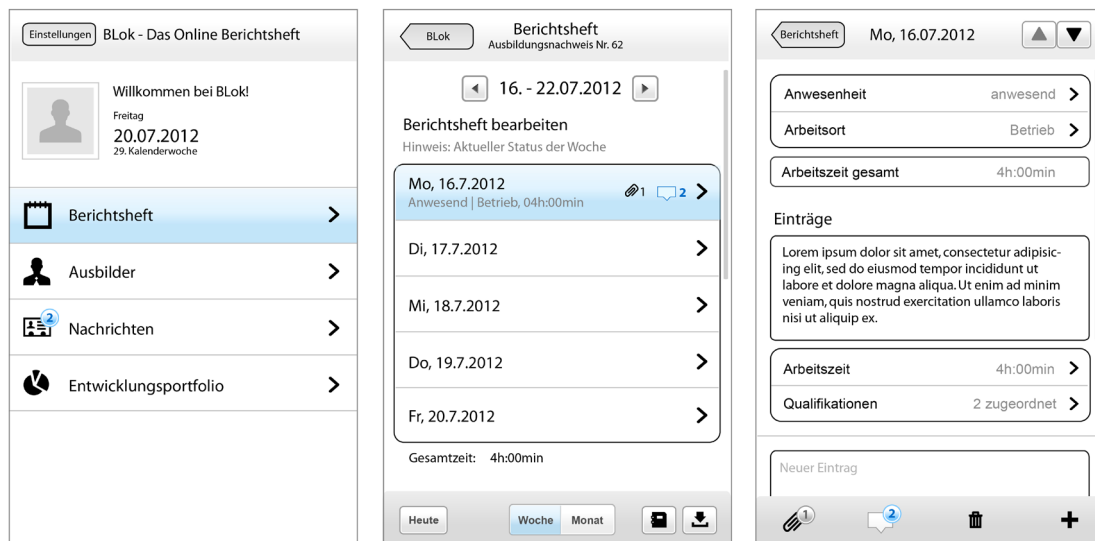 Einstellungen BLok - Das Online Berichtsheft
Willkommen bei BLok!
Freitag
20.07.2012
29. Kalenderwoche
Berichtsheft
Ausbilder
2
Nachrichten
Entwicklungsportfolio
BLok
Berichtsheft
Ausbildungsnachweis Nr. 62
16. - 22.07.2012
Berichtsheft bearbeiten
Hinweis: Aktueller Status der Woche
Mo, 16.7.2012
1 2
Anwesend | Betrieb, 04h:00min
Di, 17.7.2012
Mi, 18.7.2012
Do, 19.7.2012
Fr, 20.7.2012
Gesamtzeit: 4h:00min
Heute Woche Monat
Berichtsheft Mo, 16.07.2012
Anwesenheit anwesend
Arbeitsort Betrieb
Arbeitszeit gesamt 4h:00min
Einträge
Lorem ipsum dolor sit amet, consectetur adipisic-
ing elit, sed do eiusmod tempor incididunt ut
labore et dolore magna aliqua. Ut enim ad minim
veniam, quis nostrud exercitation ullamco laboris
nisi ut aliquip ex.
Arbeitszeit 4h:00min
Qualifikationen 2 zugeordnet
Neuer Eintrag
1 2